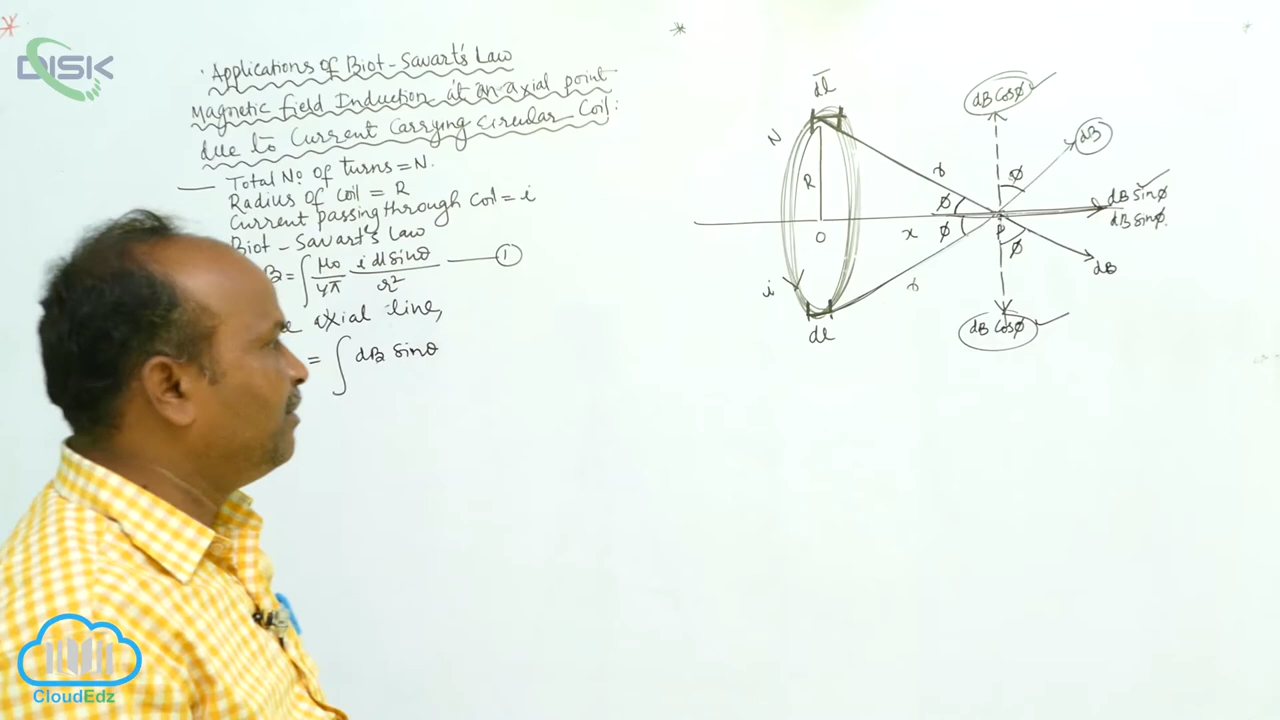 DISK
Applications of Biot-Savart's Law
Magnetic field Induction at an axial point
due to Current Carrying Circular Coil:
Total No of turns = N.
Radius of coil = R
Current passing through coil = i
Biot-Savart's Law
B = ∫ μ0/4π i dl sinθ/r² — ①
axial line,
= ∫ dB sinθ
dl
N
R
O
i
dl
r
ϕ
x
ϕ
r
P
dB Cosϕ
ϕ
dB
dB sinϕ
dB sinϕ.
ϕ
dB
dB Cosϕ
CloudEdz